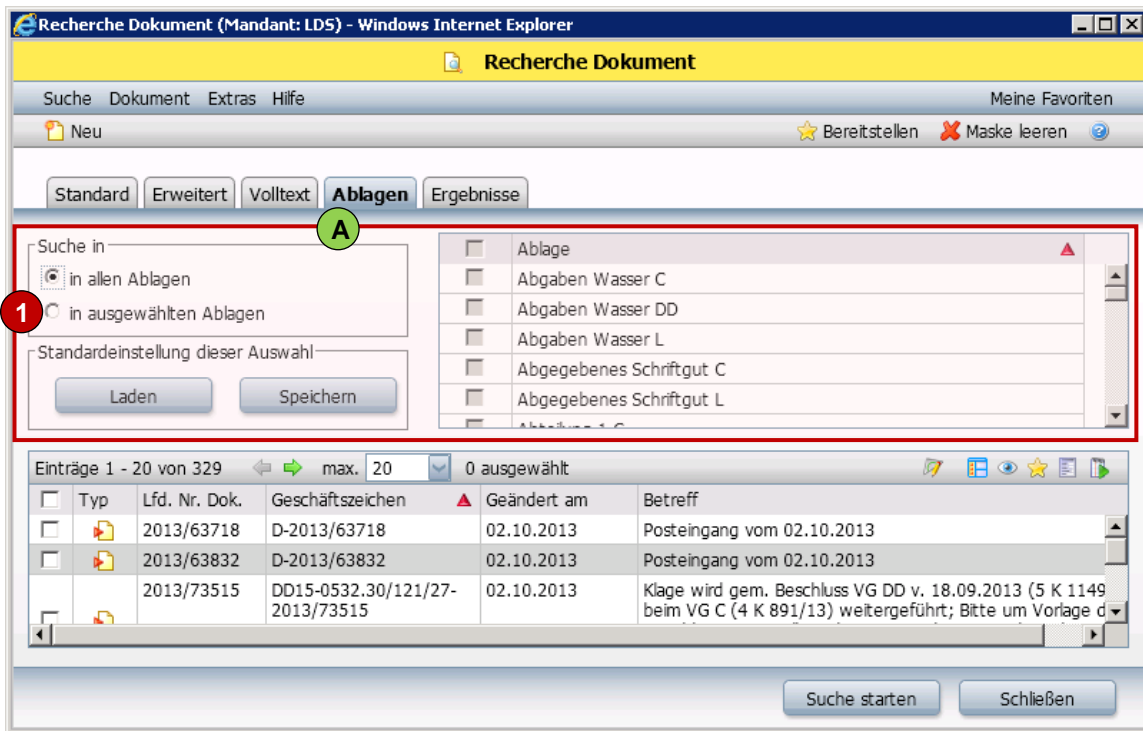 Recherche Dokument (Mandant: LDS) - Windows Internet Explorer
Recherche Dokument
Suche Dokument Extras Hilfe Meine Favoriten
Neu Bereitstellen Maske leeren
Standard Erweitert Volltext Ablagen Ergebnisse
A
Suche in
in allen Ablagen
1 in ausgewählten Ablagen
Standardeinstellung dieser Auswahl
Laden Speichern
Ablage
Abgaben Wasser C
Abgaben Wasser DD
Abgaben Wasser L
Abgegebenes Schriftgut C
Abgegebenes Schriftgut L
Einträge 1 - 20 von 329 max. 20 0 ausgewählt
Typ Lfd. Nr. Dok. Geschäftszeichen Geändert am Betreff
2013/63718 D-2013/63718 02.10.2013 Posteingang vom 02.10.2013
2013/63832 D-2013/63832 02.10.2013 Posteingang vom 02.10.2013
2013/73515 DD15-0532.30/121/27- 02.10.2013 Klage wird gem. Beschluss VG DD v. 18.09.2013 (5 K 1149
2013/73515 beim VG C (4 K 891/13) weitergeführt; Bitte um Vorlage d
Suche starten Schließen